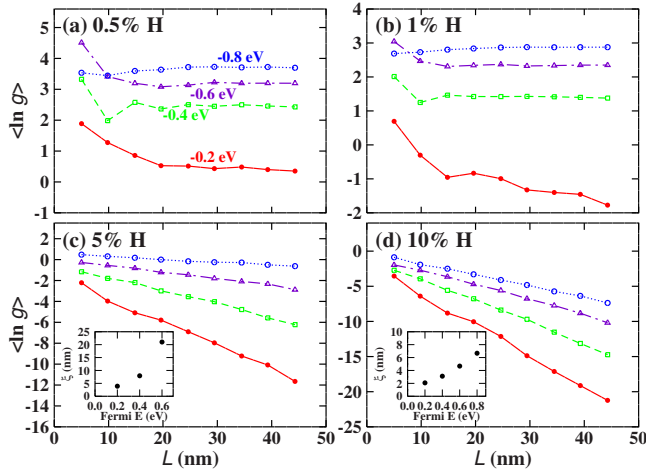 (a) 0.5% H
(b) 1% H
<ln g>
6
5
4
3
2
1
0
-1
-0.8 eV
-0.6 eV
-0.4 eV
-0.2 eV
4
3
2
1
0
-1
-2
(c) 5% H
(d) 10% H
<ln g>
4
2
0
-2
-4
-6
-8
-10
-12
-14
-16
0
-5
-10
-15
-20
-25
ξ (nm)
25
20
15
10
5
0
0.0 0.2 0.4 0.6
Fermi E (eV)
ξ (nm)
10
8
6
4
2
0
0.0 0.2 0.4 0.6 0.8
Fermi E (eV)
0 10 20 30 40 50
L (nm)
0 10 20 30 40 50
L (nm)